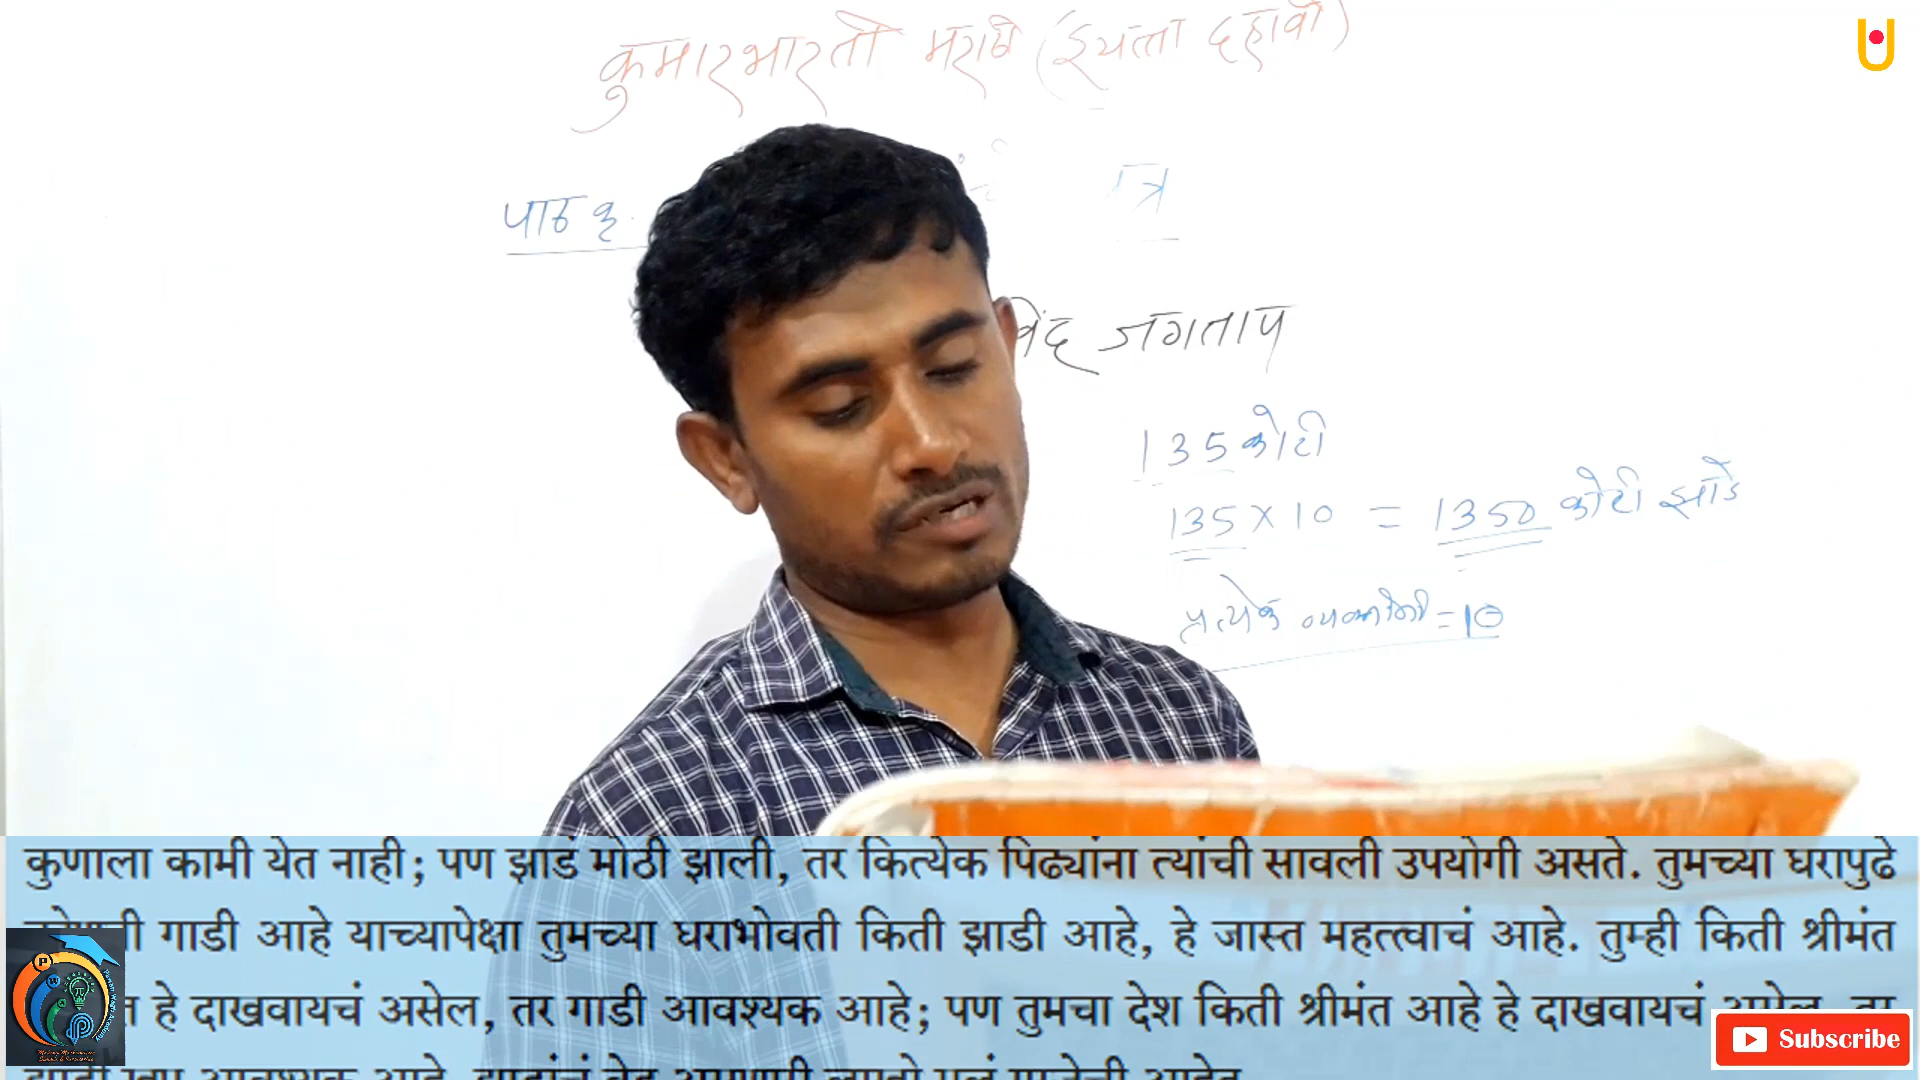 कुमारभारती मराठी (इयत्ता दहावी)
पाठ क्र.
त्र
विंद जगताप
135 कोटी
135 × 10 = 1350 कोटी झाडे
प्रत्येक व्यक्तीनी = 10
कुणाला कामी येत नाही; पण झाडं मोठी झाली, तर कित्येक पिढ्यांना त्यांची सावली उपयोगी असते. तुमच्या घरापुढे
गाडी आहे याच्यापेक्षा तुमच्या घराभोवती किती झाडी आहे, हे जास्त महत्त्वाचं आहे. तुम्ही किती श्रीमंत
त हे दाखवायचं असेल, तर गाडी आवश्यक आहे; पण तुमचा देश किती श्रीमंत आहे हे दाखवायचं असेल, तर
Subscribe